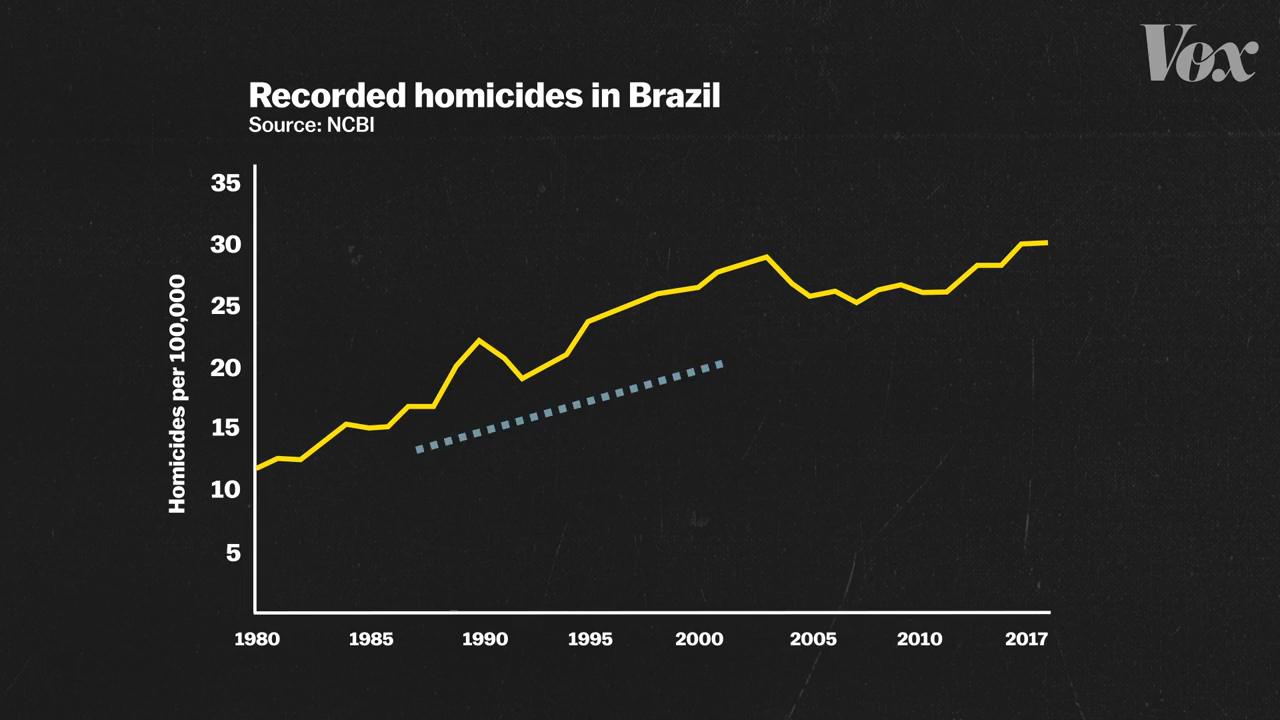 Vox
Recorded homicides in Brazil
Source: NCBI
Homicides per 100,000
35
30
25
20
15
10
5
1980 1985 1990 1995 2000 2005 2010 2017